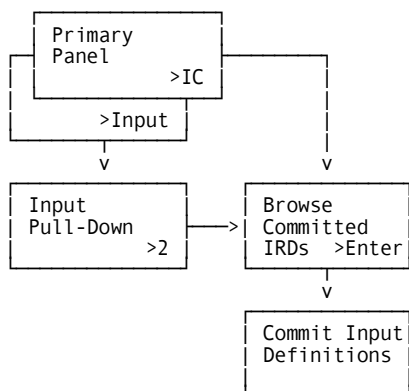 Primary
Panel
>IC
>Input
v
v
Input
Pull-Down
>2
>
Browse
Committed
IRDs >Enter
v
Commit Input
Definitions